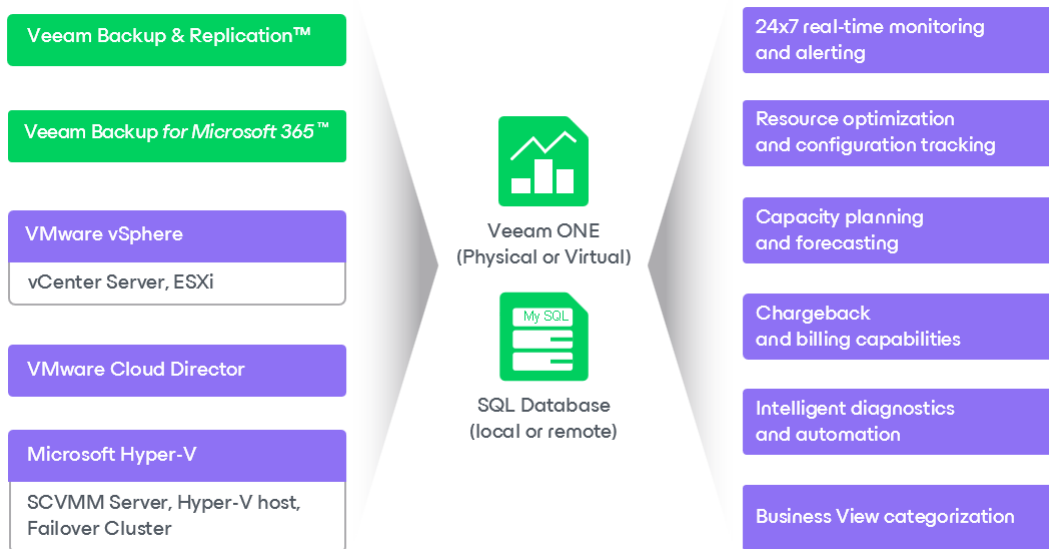 Veeam Backup & Replication™
Veeam Backup for Microsoft 365™
VMware vSphere
vCenter Server, ESXi
VMware Cloud Director
Microsoft Hyper-V
SCVMM Server, Hyper-V host,
Failover Cluster
Veeam ONE
(Physical or Virtual)
My SQL
SQL Database
(local or remote)
24x7 real-time monitoring
and alerting
Resource optimization
and configuration tracking
Capacity planning
and forecasting
Chargeback
and billing capabilities
Intelligent diagnostics
and automation
Business View categorization